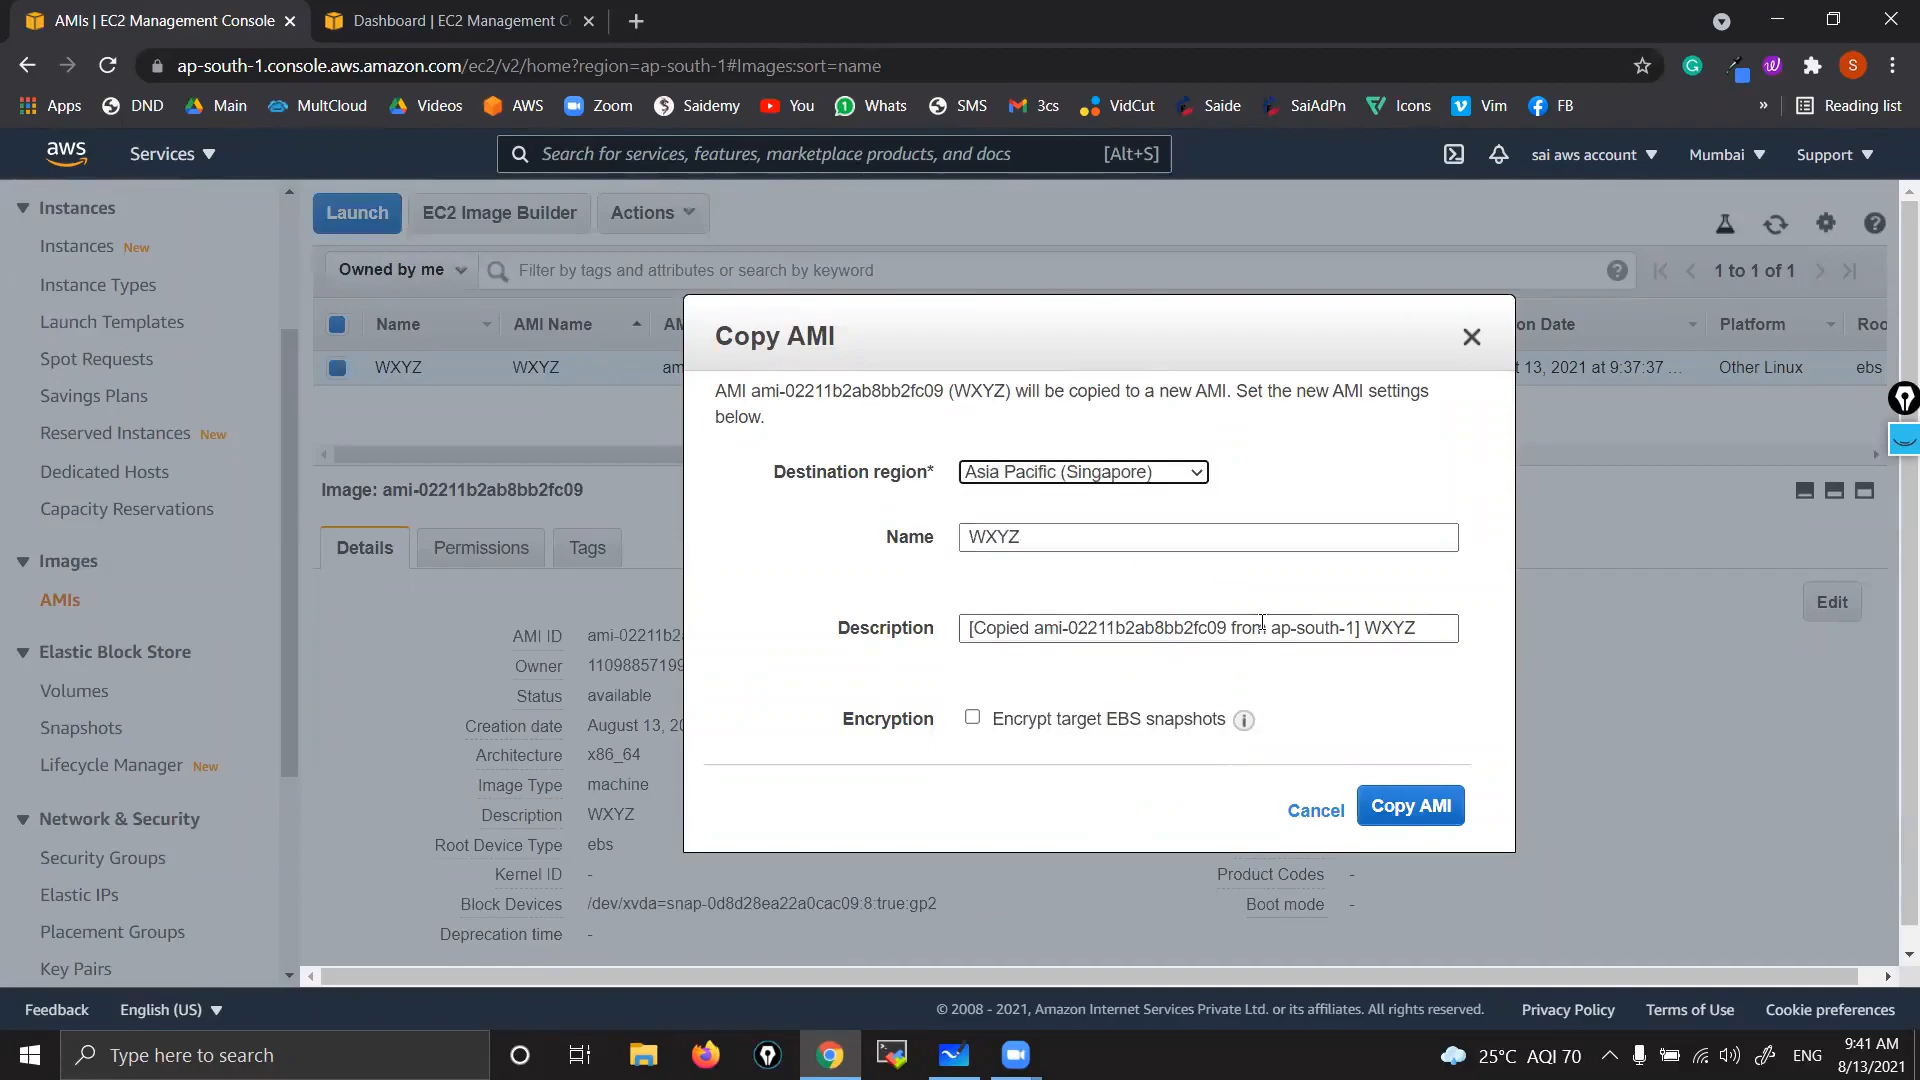 AMIs | EC2 Management Console
Dashboard | EC2 Management C
ap-south-1.console.aws.amazon.com/ec2/v2/home?region=ap-south-1#Images:sort=name
S
Apps DND Main MultCloud Videos AWS Zoom Saidemy You Whats SMS 3cs VidCut Saide SaiAdPn Icons Vim FB » Reading list
aws Services Search for services, features, marketplace products, and docs [Alt+S] sai aws account Mumbai Support
Instances
Instances New
Instance Types
Launch Templates
Spot Requests
Savings Plans
Reserved Instances New
Dedicated Hosts
Capacity Reservations
Images
AMIs
Elastic Block Store
Volumes
Snapshots
Lifecycle Manager New
Network & Security
Security Groups
Elastic IPs
Placement Groups
Key Pairs
Launch EC2 Image Builder Actions
Owned by me Filter by tags and attributes or search by keyword 1 to 1 of 1
Name AMI Name AM on Date Platform Roo
WXYZ WXYZ am t 13, 2021 at 9:37:37 ... Other Linux ebs
Image: ami-02211b2ab8bb2fc09
Details Permissions Tags
Edit
AMI ID ami-02211b2
Owner 11098857199
Status available
Creation date August 13, 20
Architecture x86_64
Image Type machine
Description WXYZ
Root Device Type ebs
Kernel ID -
Product Codes -
Block Devices /dev/xvda=snap-0d8d28ea22a0cac09:8:true:gp2
Boot mode -
Deprecation time -
Copy AMI
AMI ami-02211b2ab8bb2fc09 (WXYZ) will be copied to a new AMI. Set the new AMI settings
below.
Destination region* Asia Pacific (Singapore)
Name WXYZ
Description [Copied ami-02211b2ab8bb2fc09 from ap-south-1] WXYZ
Encryption Encrypt target EBS snapshots
Cancel Copy AMI
Feedback English (US) © 2008 - 2021, Amazon Internet Services Private Ltd. or its affiliates. All rights reserved. Privacy Policy Terms of Use Cookie preferences
Type here to search
25°C AQI 70
ENG
9:41 AM
8/13/2021